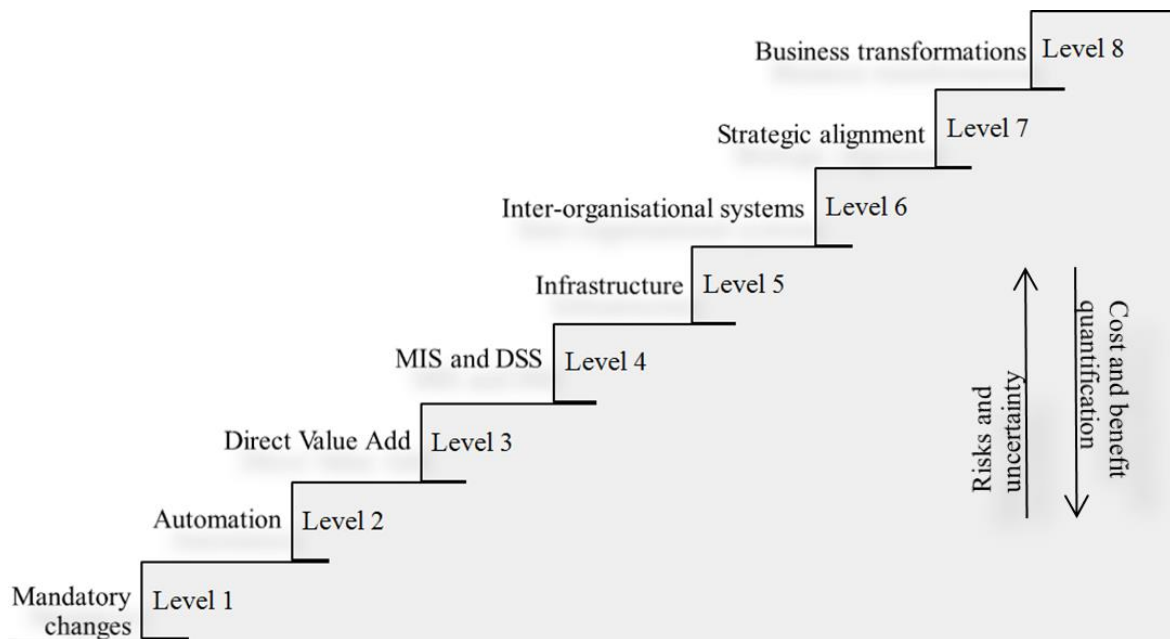 Business transformations
Level 8
Strategic alignment
Level 7
Inter-organisational systems
Level 6
Infrastructure
Level 5
MIS and DSS
Level 4
Direct Value Add
Level 3
Automation
Level 2
Mandatory
changes
Level 1
Risks and
uncertainty
Cost and benefit
quantification